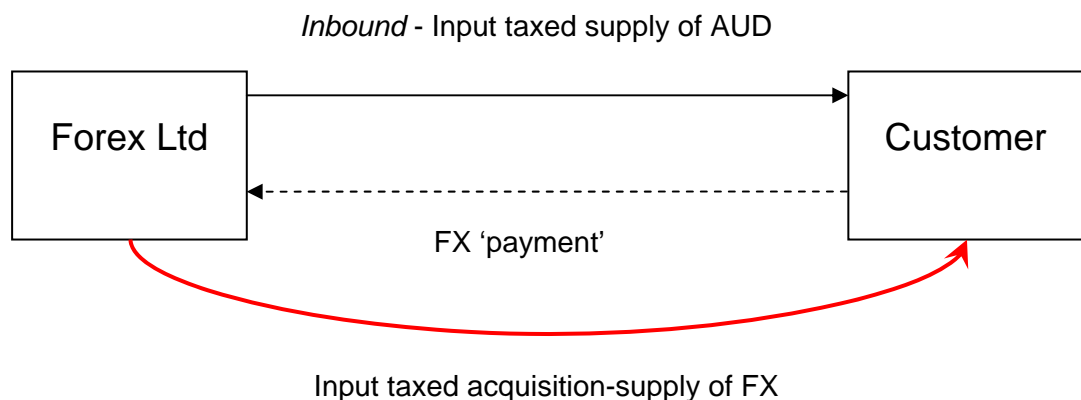 Inbound - Input taxed supply of AUD
Forex Ltd
Customer
FX ‘payment’
Input taxed acquisition-supply of FX